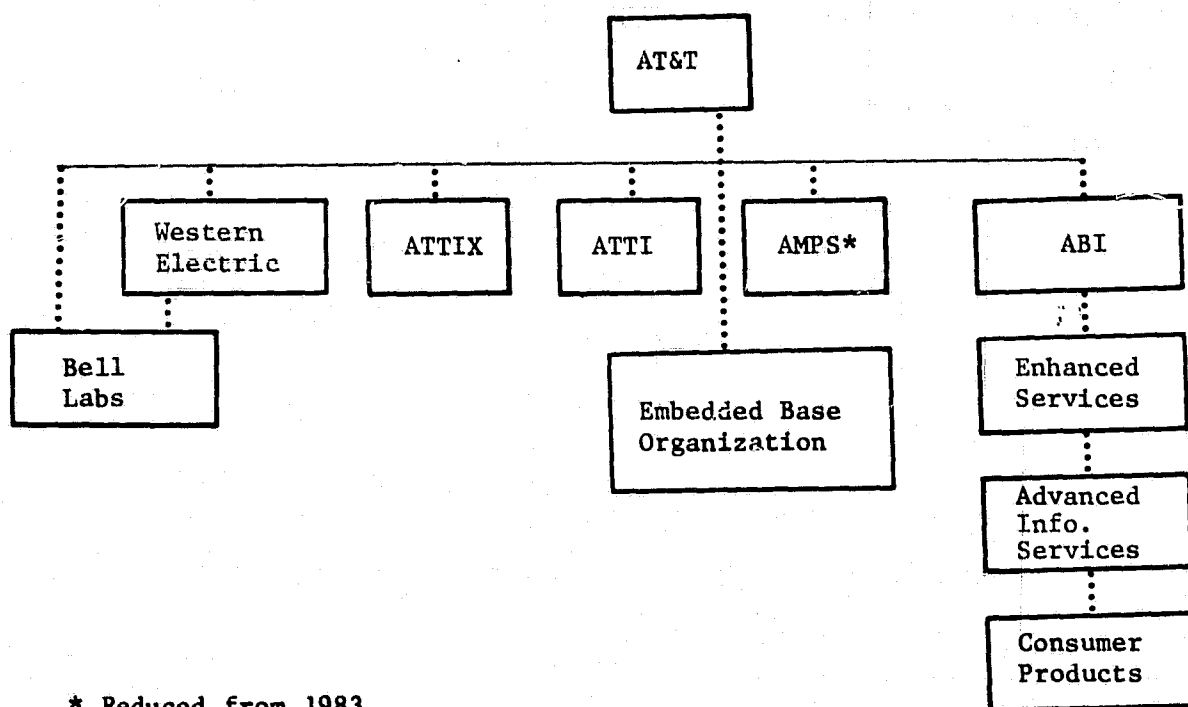 AT&T
Western
Electric
ATTIX
ATTI
AMPS*
ABI
Bell
Labs
Embedded Base
Organization
Enhanced
Services
Advanced
Info.
Services
Consumer
Products
* Reduced from 1983